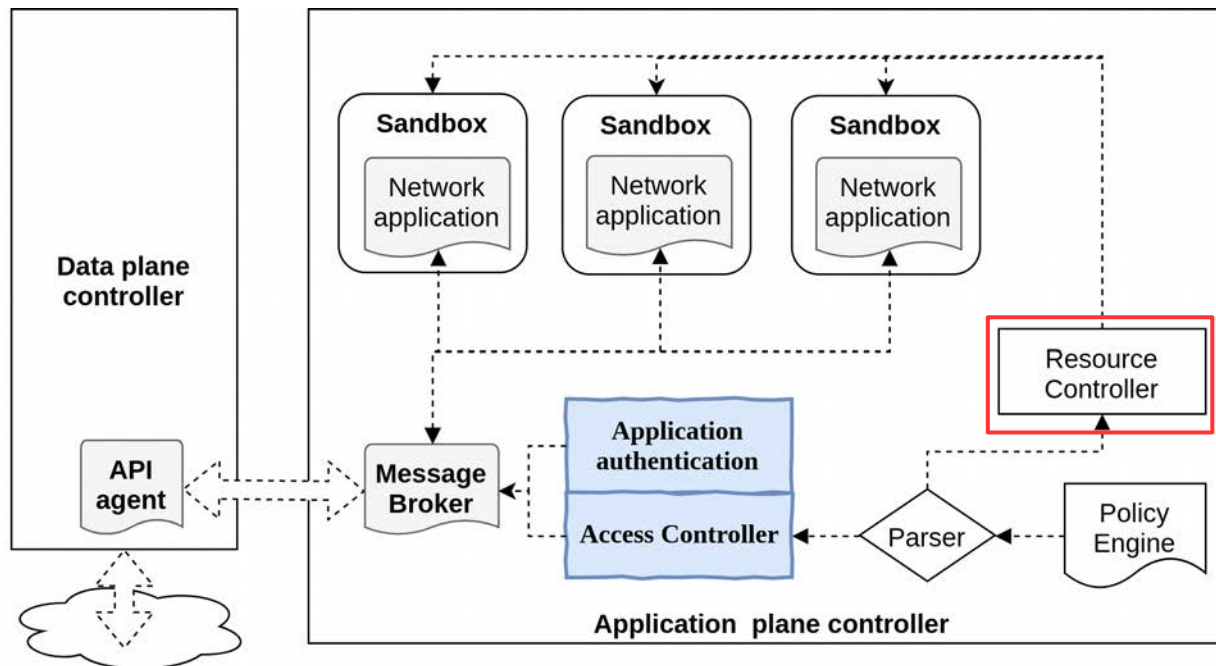 Sandbox
Network
application
Sandbox
Network
application
Sandbox
Network
application
Data plane
controller
Resource
Controller
Application
authentication
API
agent
Message
Broker
Access Controller
Parser
Policy
Engine
Application plane controller